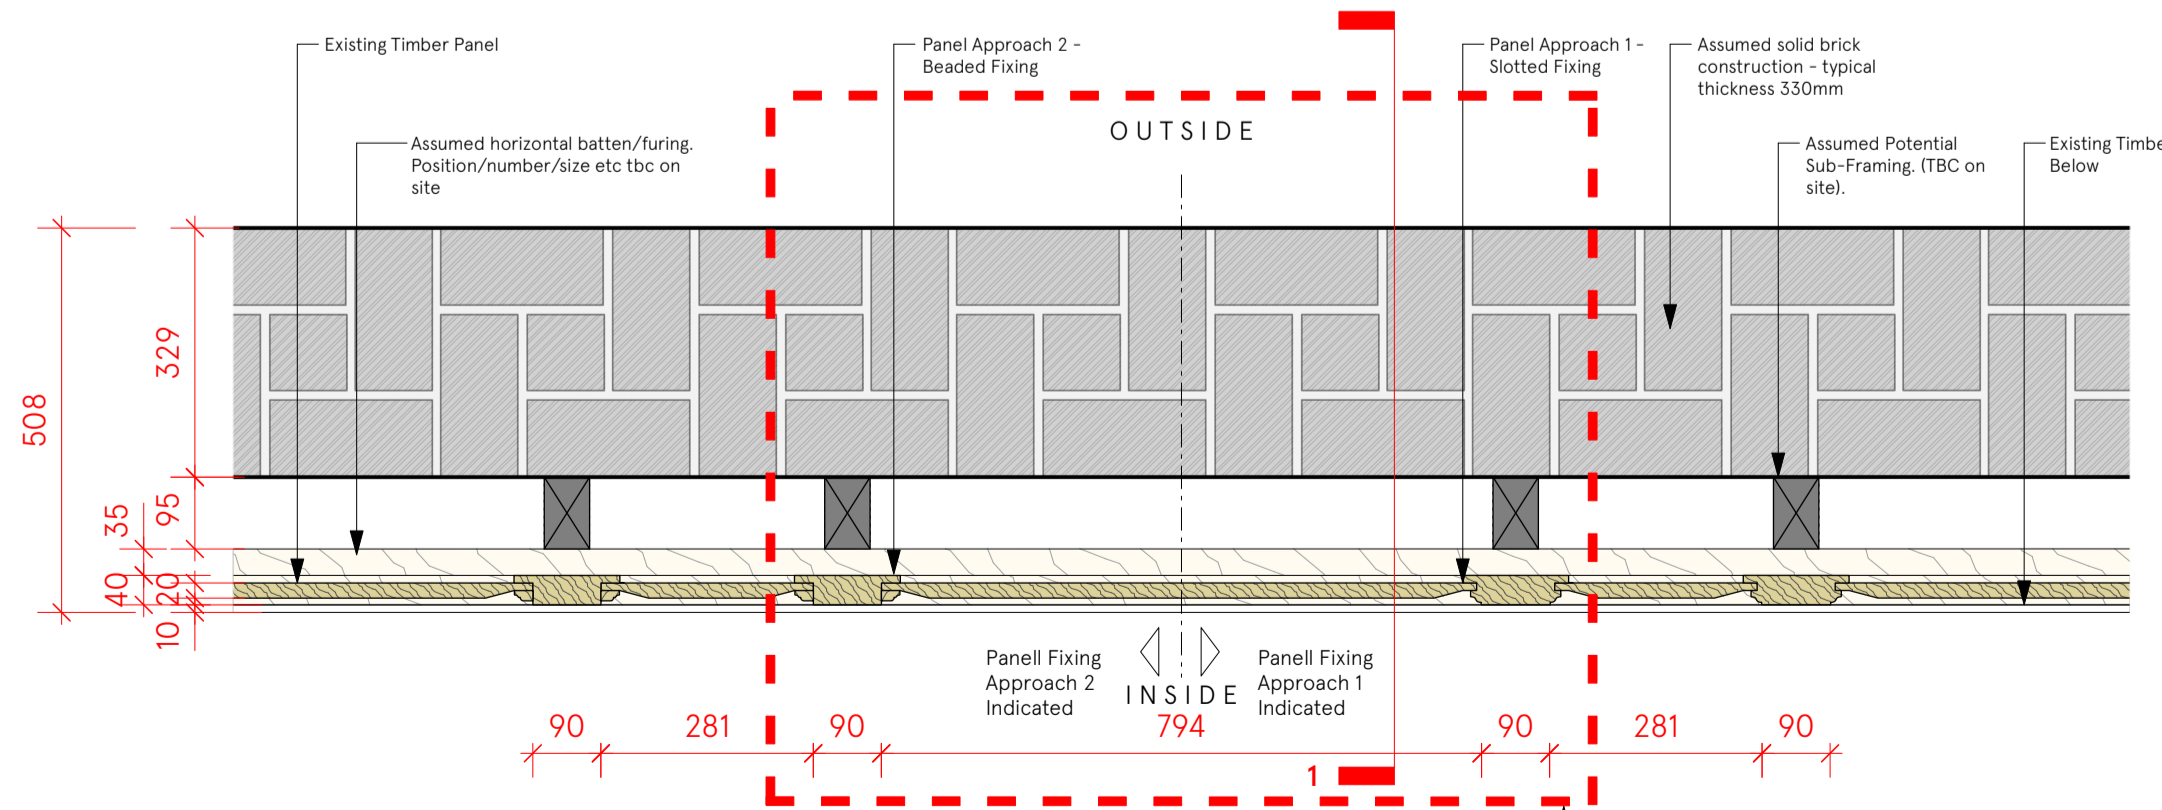 Existing Timber Panel
Panel Approach 2 -
Beaded Fixing
Panel Approach 1 -
Slotted Fixing
Assumed solid brick
construction - typical
thickness 330mm
OUTSIDE
Assumed horizontal batten/furing.
Position/number/size etc tbc on
site
Assumed Potential
Sub-Framing. (TBC on
site).
Existing Timbe
Below
508
329
95
35
40
20
10
Panell Fixing
Approach 2
Indicated
INSIDE
Panell Fixing
Approach 1
Indicated
90
281
90
794
90
281
90
1